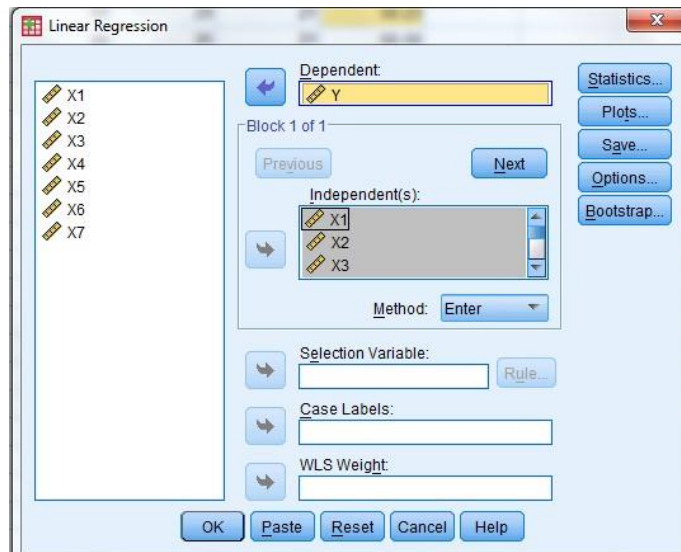 Linear Regression
X1
X2
X3
X4
X5
X6
X7
Dependent:
Y
Block 1 of 1
Previous
Next
Independent(s):
X1
X2
X3
Method: Enter
Selection Variable:
Rule...
Case Labels:
WLS Weight:
Statistics...
Plots...
Save...
Options...
Bootstrap...
OK Paste Reset Cancel Help